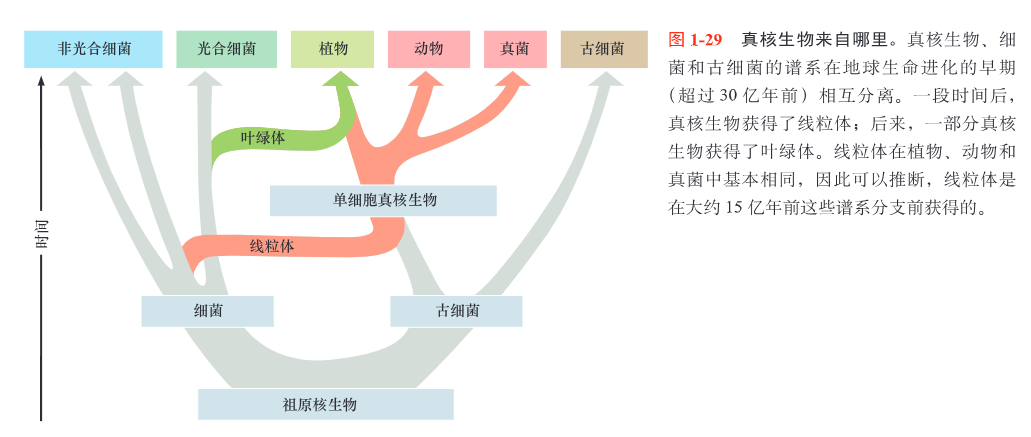 非光合细菌
光合细菌
植物
动物
真菌
古细菌
叶绿体
单细胞真核生物
线粒体
时间
细菌
古细菌
祖原核生物
图 1-29 真核生物来自哪里。真核生物、细
菌和古细菌的谱系在地球生命进化的早期
（超过 30 亿年前）相互分离。一段时间后，
真核生物获得了线粒体；后来，一部分真核
生物获得了叶绿体。线粒体在植物、动物和
真菌中基本相同，因此可以推断，线粒体是
在大约 15 亿年前这些谱系分支前获得的。